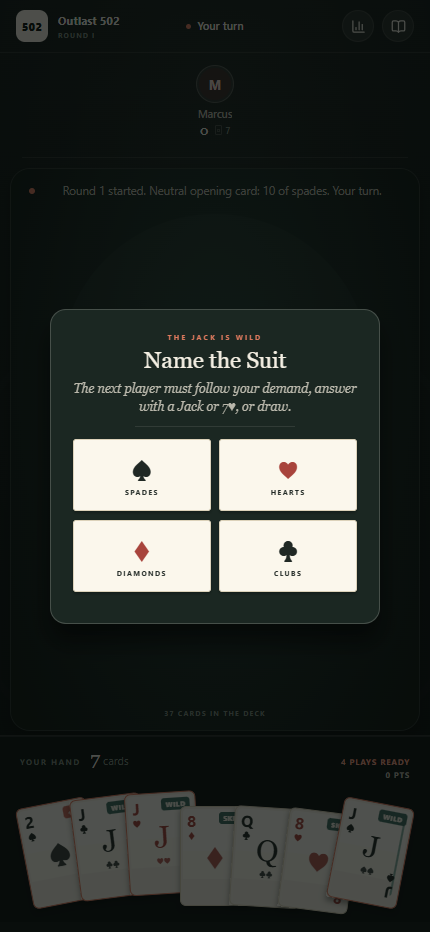 502
Outlast 502
ROUND I
Your turn
M
Marcus
0 7
Round 1 started. Neutral opening card: 10 of spades. Your turn.
THE JACK IS WILD
Name the Suit
The next player must follow your demand, answer
with a Jack or 7♥, or draw.
♠
SPADES
♥
HEARTS
♦
DIAMONDS
♣
CLUBS
37 CARDS IN THE DECK
YOUR HAND 7 cards
4 PLAYS READY
0 PTS
2 ♠
J ♣ J
J ♥ WILD J
8 ♦
Q ♣ Q
8 ♥
J ♠ WILD J